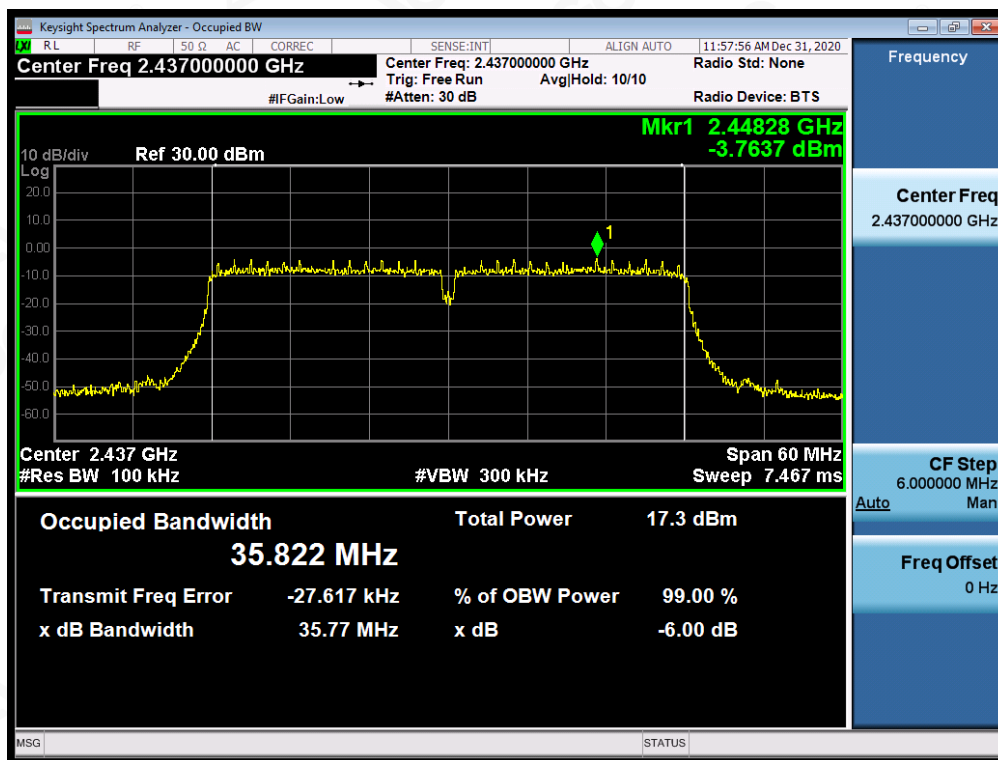 Keysight Spectrum Analyzer - Occupied BW
LXI RL RF 50 Ω AC CORREC SENSE:INT ALIGN AUTO 11:57:56 AM Dec 31, 2020
Center Freq 2.437000000 GHz
Center Freq: 2.437000000 GHz
Radio Std: None
Trig: Free Run Avg|Hold: 10/10
#IFGain:Low
#Atten: 30 dB
Radio Device: BTS
Mkr1 2.44828 GHz
-3.7637 dBm
10 dB/div Ref 30.00 dBm
Log
20.0
10.0
0.00
-10.0
-20.0
-30.0
-40.0
-50.0
-60.0
1
Center 2.437 GHz Span 60 MHz
#Res BW 100 kHz #VBW 300 kHz Sweep 7.467 ms
Occupied Bandwidth Total Power 17.3 dBm
35.822 MHz
Transmit Freq Error -27.617 kHz % of OBW Power 99.00 %
x dB Bandwidth 35.77 MHz x dB -6.00 dB
MSG STATUS
Frequency
Center Freq
2.437000000 GHz
CF Step
6.000000 MHz
Auto Man
Freq Offset
0 Hz